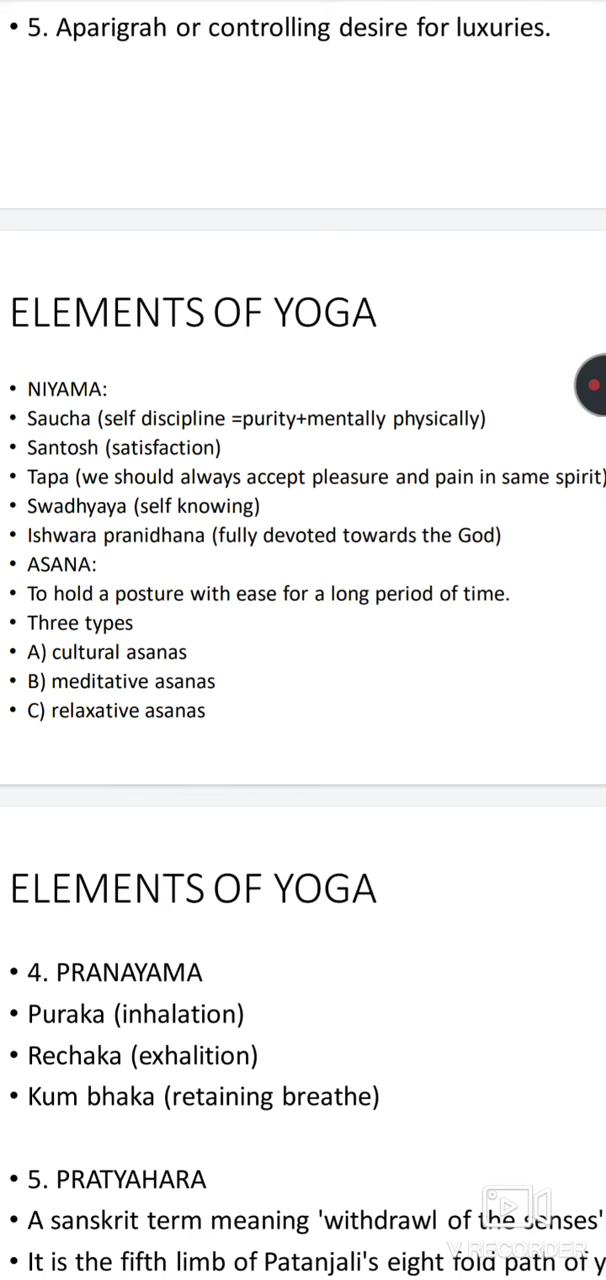 • 5. Aparigrah or controlling desire for luxuries.
ELEMENTS OF YOGA
• NIYAMA:
• Saucha (self discipline =purity+mentally physically)
• Santosh (satisfaction)
• Tapa (we should always accept pleasure and pain in same spirit)
• Swadhyaya (self knowing)
• Ishwara pranidhana (fully devoted towards the God)
• ASANA:
• To hold a posture with ease for a long period of time.
• Three types
• A) cultural asanas
• B) meditative asanas
• C) relaxative asanas
ELEMENTS OF YOGA
• 4. PRANAYAMA
• Puraka (inhalation)
• Rechaka (exhalition)
• Kum bhaka (retaining breathe)
• 5. PRATYAHARA
• A sanskrit term meaning 'withdrawl of the senses'
V RECORDER
• It is the fifth limb of Patanjali's eight fold path of y